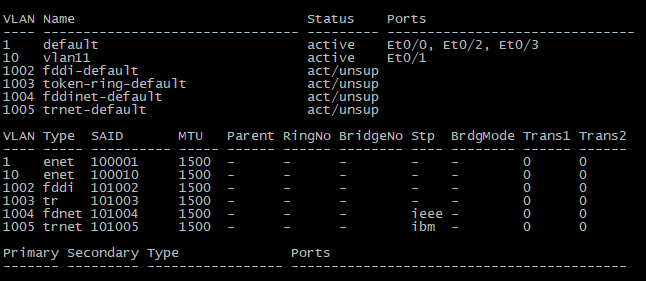 VLAN Name                             Status    Ports
---- -------------------------------- --------- -------------------------------
1    default                          active    Et0/0, Et0/2, Et0/3
10   vlan11                           active    Et0/1
1002 fddi-default                     act/unsup
1003 token-ring-default               act/unsup
1004 fddinet-default                  act/unsup
1005 trnet-default                    act/unsup
VLAN Type  SAID       MTU   Parent RingNo BridgeNo Stp  BrdgMode Trans1 Trans2
---- ----- ---------- ----- ------ ------ -------- ---- -------- ------ ------
1    enet  100001     1500  -      -      -        -    -        0      0
10   enet  100010     1500  -      -      -        -    -        0      0
1002 fddi  101002     1500  -      -      -        -    -        0      0
1003 tr    101003     1500  -      -      -        -    -        0      0
1004 fdnet 101004     1500  -      -      -        ieee -        0      0
1005 trnet 101005     1500  -      -      -        ibm  -        0      0
Primary Secondary Type              Ports
------- --------- ----------------- ------------------------------------------